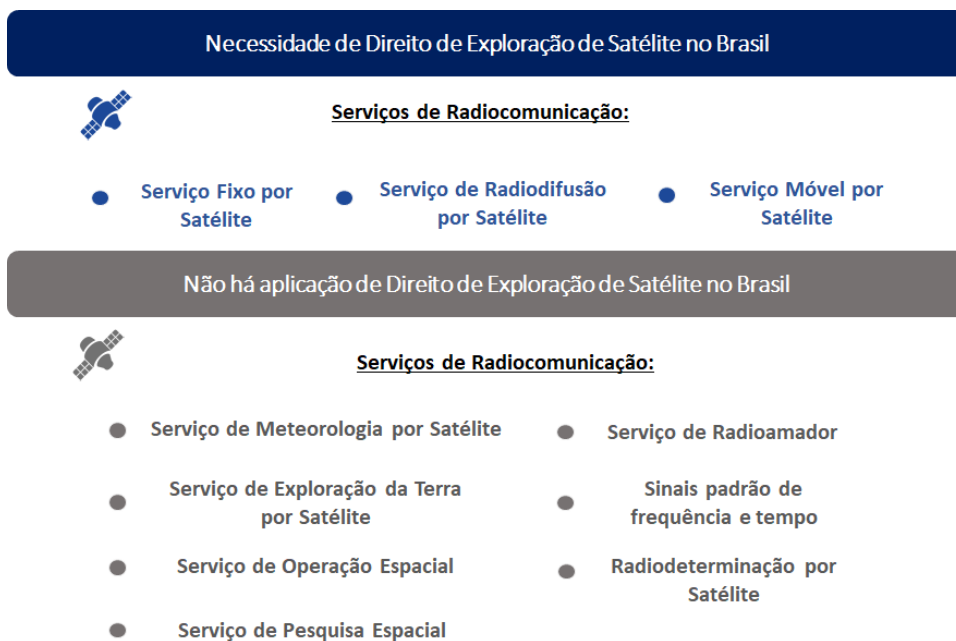 Necessidade de Direito de Exploração de Satélite no Brasil
Serviços de Radiocomunicação:
Serviço Fixo por
Satélite
Serviço de Radiodifusão
por Satélite
Serviço Móvel por
Satélite
Não há aplicação de Direito de Exploração de Satélite no Brasil
Serviços de Radiocomunicação:
Serviço de Meteorologia por Satélite
Serviço de Radioamador
Serviço de Exploração da Terra
por Satélite
Sinais padrão de
frequência e tempo
Serviço de Operação Espacial
Radiodeterminação por
Satélite
Serviço de Pesquisa Espacial